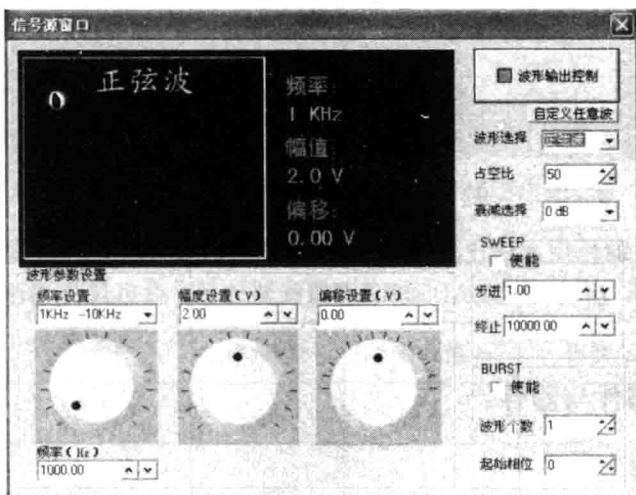 信号源窗口
正弦波
0
频率:
1 KHz
幅值:
2.0 V
偏移:
0.00 V
波形输出控制
自定义任意波
波形选择
占空比 50
衰减选择 0 dB
SWEEP
使能
步进 1.00
终止 10000.00
BURST
使能
波形个数 1
起始相位 0
波形参数设置
频率设置
1KHz -10KHz
幅度设置(V)
2.00
偏移设置(V)
0.00
频率(Hz)
1000.00